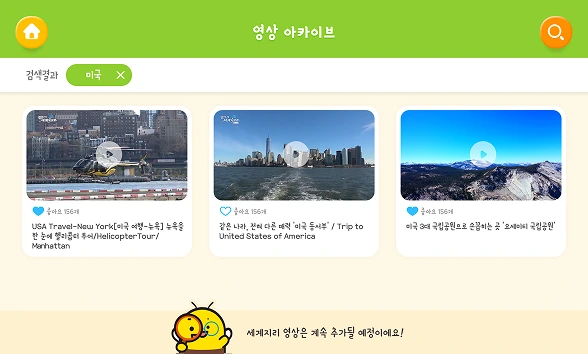 영상 아카이브
검색결과
미국
좋아요 156개
USA Travel-New York[미국 여행-뉴욕] 뉴욕을
한 눈에 헬리콥터 투어/HelicopterTour/
Manhattan
좋아요 156개
같은 나라, 전혀 다른 매력 '미국 동서부' / Trip to
United States of America
좋아요 156개
미국 3대 국립공원으로 손꼽히는 곳 '요세미티 국립공원'
세계지리 영상은 계속 추가될 예정이에요!